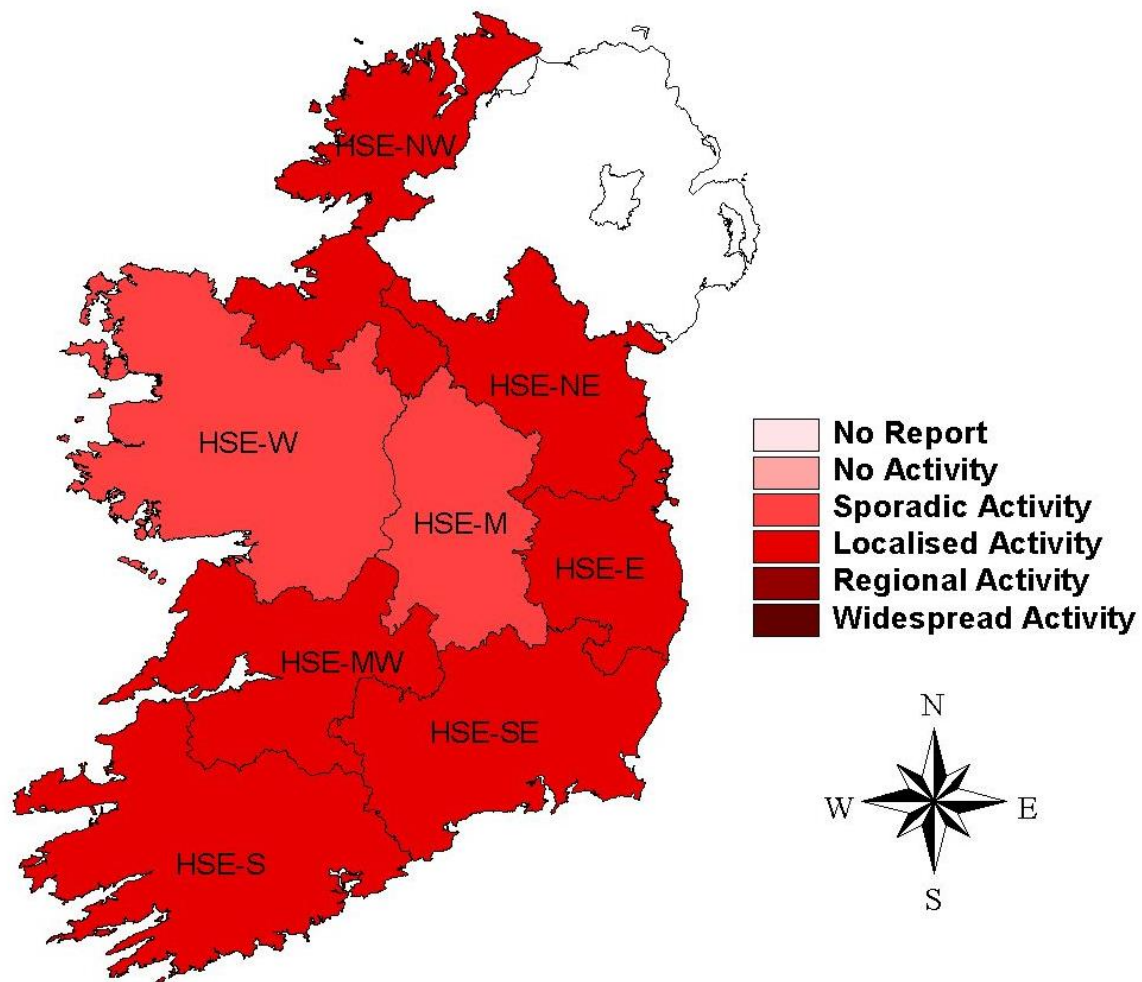 HSE-NW
HSE-NE
HSE-W
HSE-M
HSE-E
HSE-MW
HSE-SE
HSE-S
No Report
No Activity
Sporadic Activity
Localised Activity
Regional Activity
Widespread Activity
N
W E
S